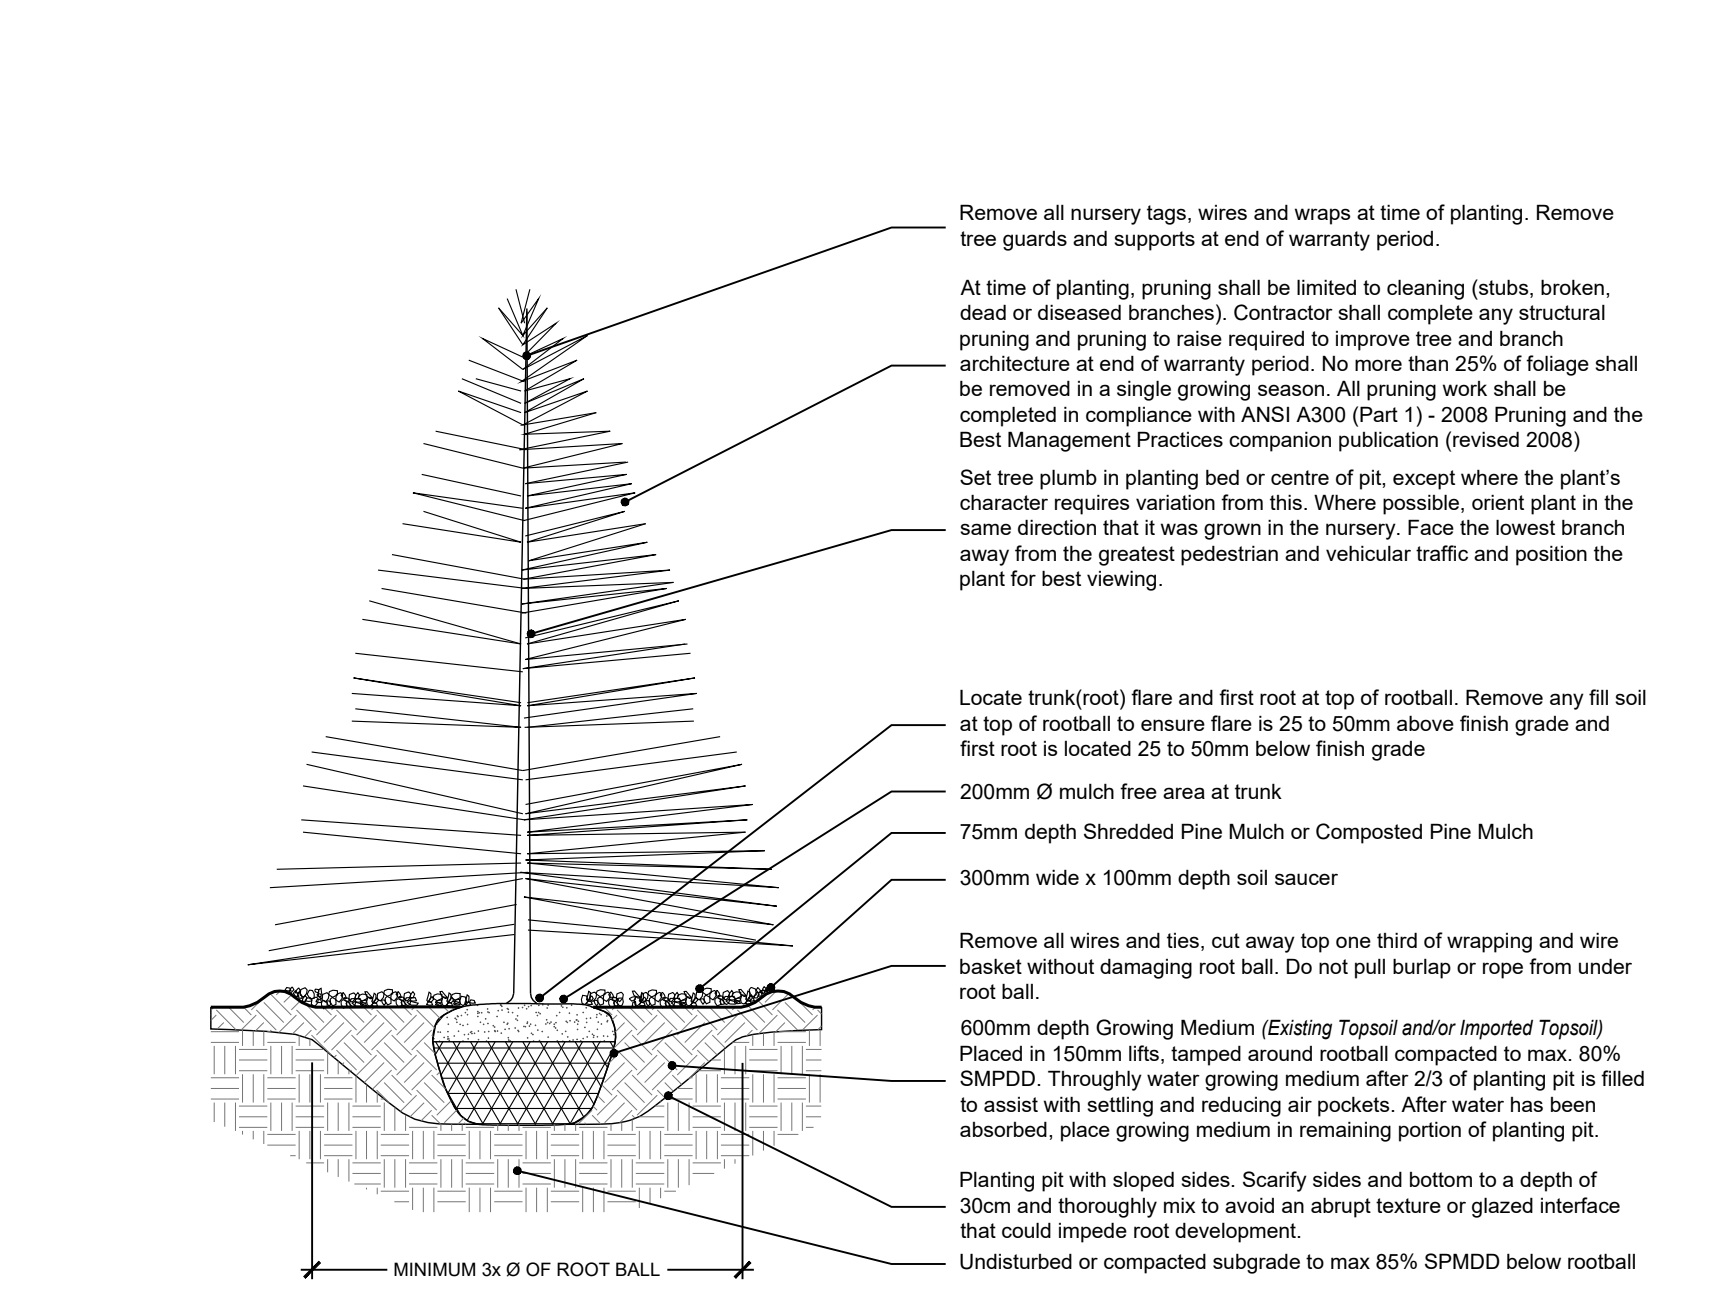 Remove all nursery tags, wires and wraps at time of planting. Remove
tree guards and supports at end of warranty period.
At time of planting, pruning shall be limited to cleaning (stubs, broken,
dead or diseased branches). Contractor shall complete any structural
pruning and pruning to raise required to improve tree and branch
architecture at end of warranty period. No more than 25% of foliage shall
be removed in a single growing season. All pruning work shall be
completed in compliance with ANSI A300 (Part 1) - 2008 Pruning and the
Best Management Practices companion publication (revised 2008)
Set tree plumb in planting bed or centre of pit, except where the plant's
character requires variation from this. Where possible, orient plant in the
same direction that it was grown in the nursery. Face the lowest branch
away from the greatest pedestrian and vehicular traffic and position the
plant for best viewing.
Locate trunk(root) flare and first root at top of rootball. Remove any fill soil
at top of rootball to ensure flare is 25 to 50mm above finish grade and
first root is located 25 to 50mm below finish grade
200mm Ø mulch free area at trunk
75mm depth Shredded Pine Mulch or Composted Pine Mulch
300mm wide x 100mm depth soil saucer
Remove all wires and ties, cut away top one third of wrapping and wire
basket without damaging root ball. Do not pull burlap or rope from under
root ball.
600mm depth Growing Medium (Existing Topsoil and/or Imported Topsoil)
Placed in 150mm lifts, tamped around rootball compacted to max. 80%
SMPDD. Throughly water growing medium after 2/3 of planting pit is filled
to assist with settling and reducing air pockets. After water has been
absorbed, place growing medium in remaining portion of planting pit.
Planting pit with sloped sides. Scarify sides and bottom to a depth of
30cm and thoroughly mix to avoid an abrupt texture or glazed interface
that could impede root development.
Undisturbed or compacted subgrade to max 85% SPMDD below rootball
MINIMUM 3x Ø OF ROOT BALL